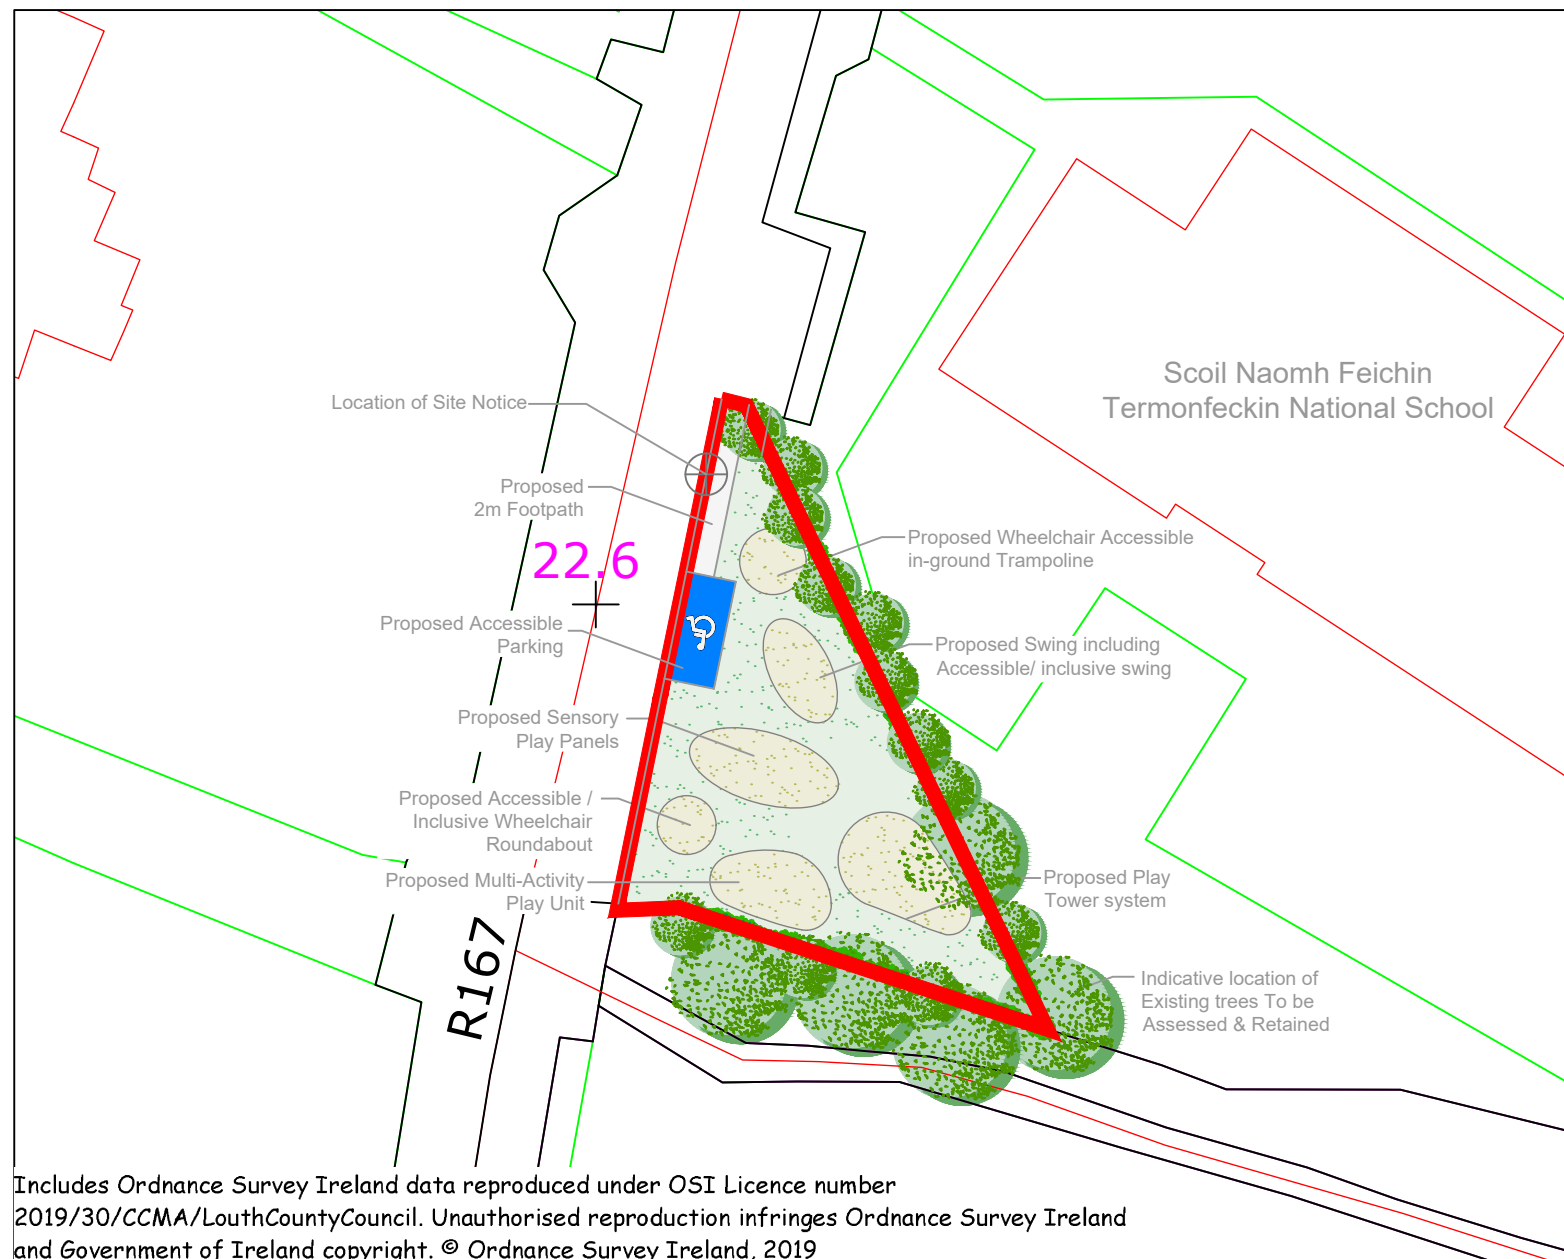 Scoil Naomh Feichin
Termonfeckin National School
Location of Site Notice
Proposed
2m Footpath
22.6
Proposed Wheelchair Accessible
in-ground Trampoline
Proposed Accessible
Parking
Proposed Swing including
Accessible/ inclusive swing
Proposed Sensory
Play Panels
Proposed Accessible /
Inclusive Wheelchair
Roundabout
Proposed Multi-Activity
Play Unit
Proposed Play
Tower system
R167
Indicative location of
Existing trees To be
Assessed & Retained
Includes Ordnance Survey Ireland data reproduced under OSI Licence number
2019/30/CCMA/LouthCountyCouncil. Unauthorised reproduction infringes Ordnance Survey Ireland
and Government of Ireland copyright. © Ordnance Survey Ireland, 2019